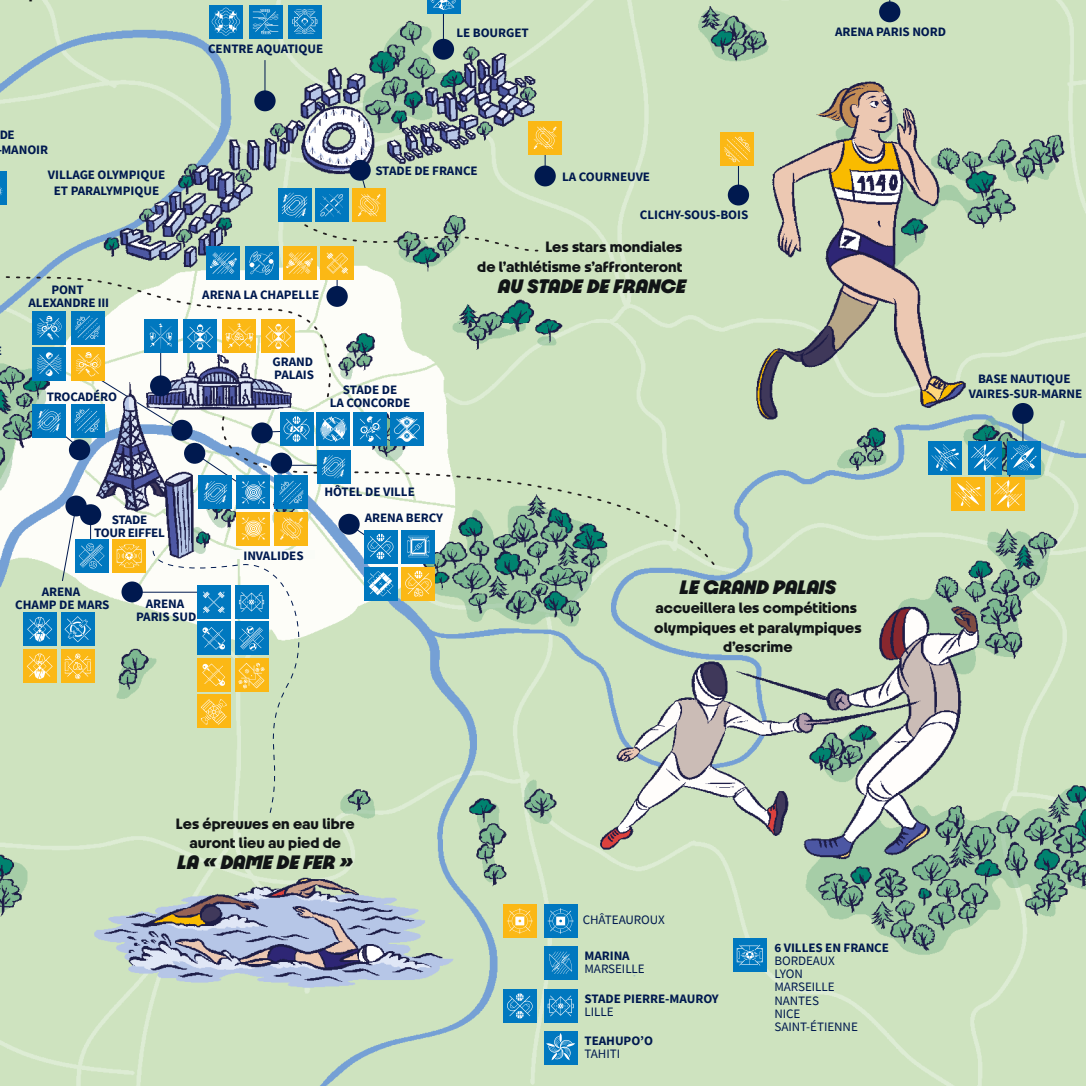 CENTRE AQUATIQUE
LE BOURGET
ARENA PARIS NORD
DE
-MANOIR
VILLAGE OLYMPIQUE
ET PARALYMPIQUE
STADE DE FRANCE
LA COURNEUVE
CLICHY-SOUS-BOIS
1140
7
Les stars mondiales
de l'athlétisme s'affronteront
AU STADE DE FRANCE
ARENA LA CHAPELLE
PONT
ALEXANDRE III
GRAND
PALAIS
TROCADÉRO
STADE DE
LA CONCORDE
BASE NAUTIQUE
VAIRES-SUR-MARNE
HÔTEL DE VILLE
STADE
TOUR EIFFEL
INVALIDES
ARENA BERCY
ARENA
CHAMP DE MARS
ARENA
PARIS SUD
LE GRAND PALAIS
accueillera les compétitions
olympiques et paralympiques
d'escrime
Les épreuves en eau libre
auront lieu au pied de
LA « DAME DE FER »
CHÂTEAUROUX
MARINA
MARSEILLE
STADE PIERRE-MAUROY
LILLE
TEAHUPO'O
TAHITI
6 VILLES EN FRANCE
BORDEAUX
LYON
MARSEILLE
NANTES
NICE
SAINT-ÉTIENNE